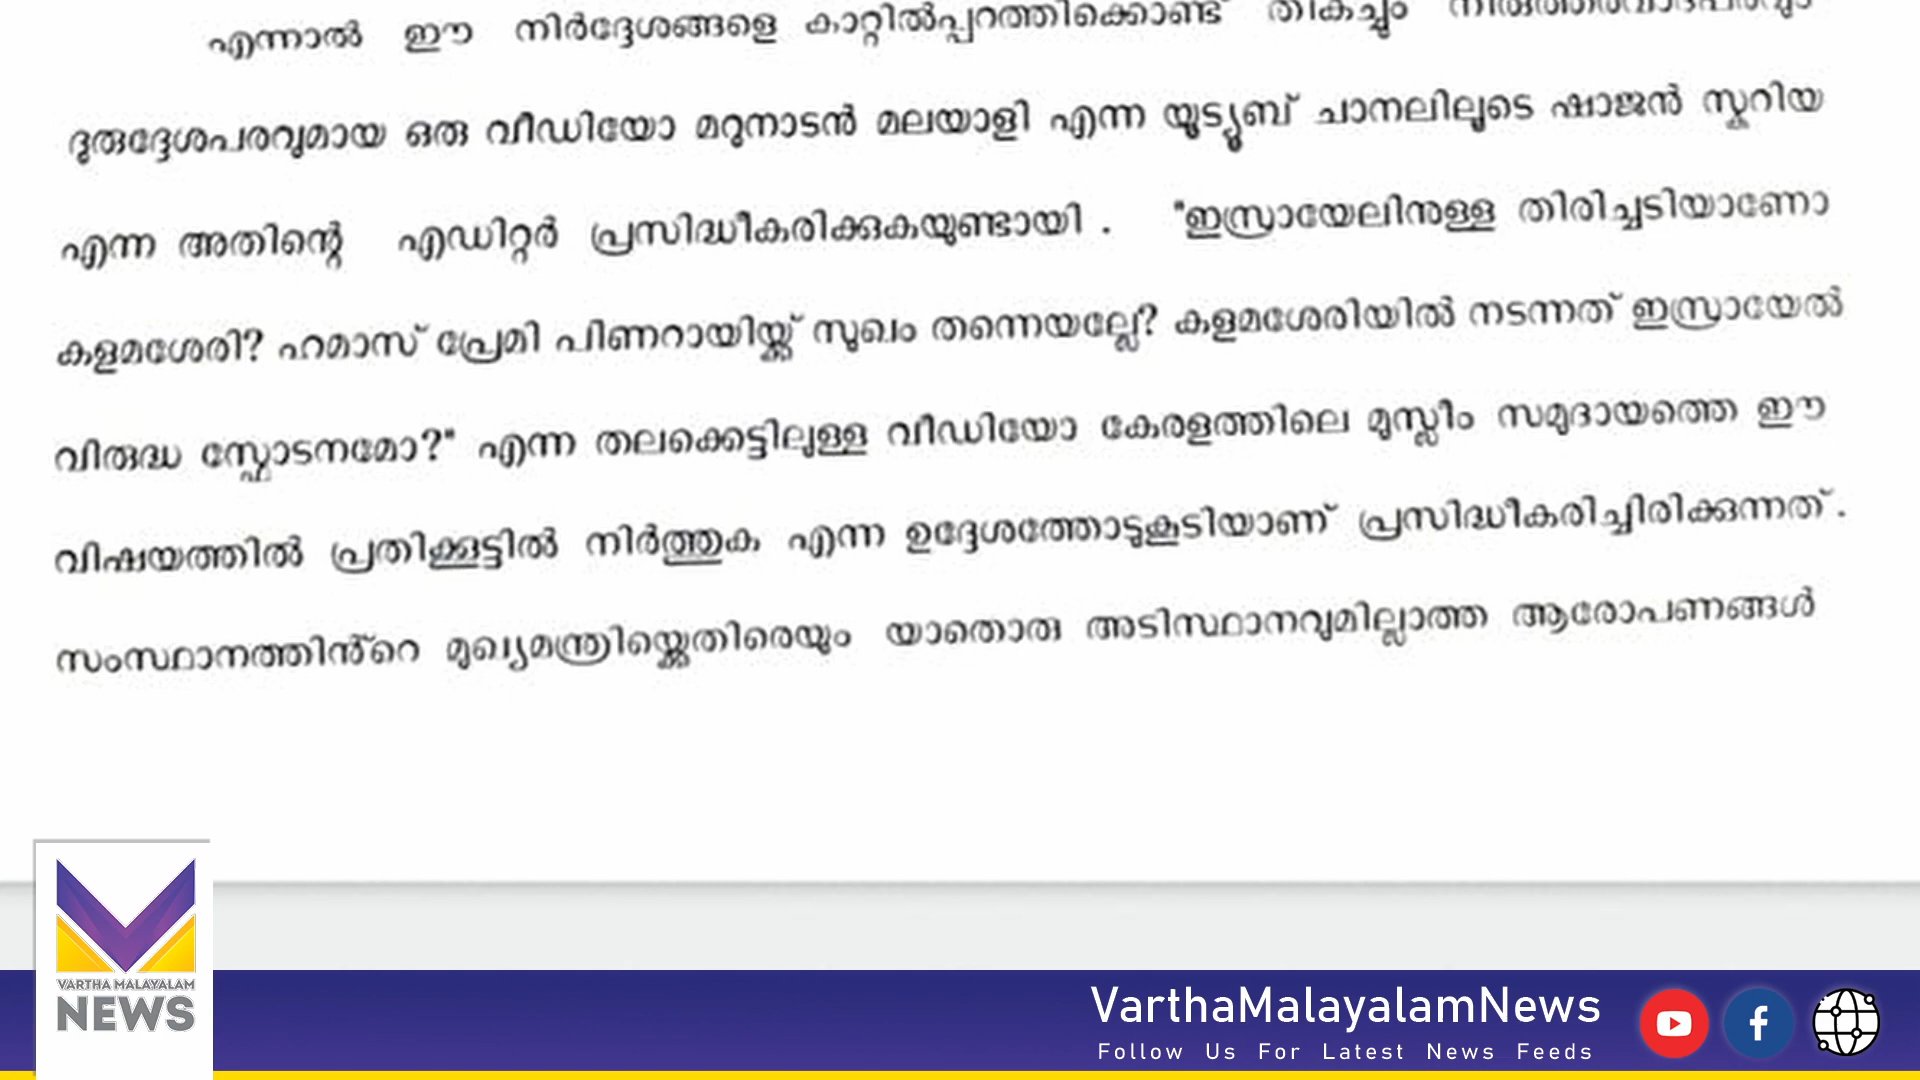 എന്നാൽ ഈ നിർദ്ദേശങ്ങളെ കാറ്റിൽപ്പറത്തിക്കൊണ്ട് തികച്ചും നിരുത്തരവാദപരവും
ദുരുദ്ദേശപരവുമായ ഒരു വീഡിയോ മറുനാടൻ മലയാളി എന്ന യൂട്യൂബ് ചാനലിലൂടെ ഷാജൻ സ്കറിയ
എന്ന അതിന്റെ എഡിറ്റർ പ്രസിദ്ധീകരിക്കുകയുണ്ടായി . "ഇസ്രായേലിനുള്ള തിരിച്ചടിയാണോ
കളമശേരി? ഹമാസ് പ്രേമി പിണറായിയ്ക്ക് സുഖം തന്നെയല്ലേ? കളമശേരിയിൽ നടന്നത് ഇസ്രായേൽ
വിരുദ്ധ സ്ഫോടനമോ?" എന്ന തലക്കെട്ടിലുള്ള വീഡിയോ കേരളത്തിലെ മുസ്ലീം സമുദായത്തെ ഈ
വിഷയത്തിൽ പ്രതിക്കൂട്ടിൽ നിർത്തുക എന്ന ഉദ്ദേശത്തോടുകൂടിയാണ് പ്രസിദ്ധീകരിച്ചിരിക്കുന്നത്.
സംസ്ഥാനത്തിൻ്റെ മുഖ്യമന്ത്രിയ്ക്കെതിരെയും യാതൊരു അടിസ്ഥാനവുമില്ലാത്ത ആരോപണങ്ങൾ
VARTHA MALAYALAM
NEWS
VarthaMalayalamNews
Follow Us For Latest News Feeds